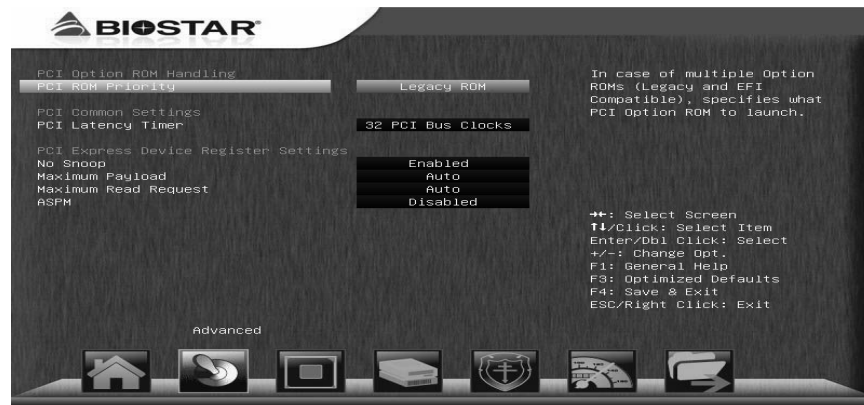 BIOSTAR®
PCI Option ROM Handling
PCI ROM Priority Legacy ROM
PCI Common Settings
PCI Latency Timer 32 PCI Bus Clocks
PCI Express Device Register Settings
No Snoop Enabled
Maximum Payload Auto
Maximum Read Request Auto
ASPM Disabled
In case of multiple Option
ROMs (Legacy and EFI
Compatible), specifies what
PCI Option ROM to launch.
→←: Select Screen
↑↓/Click: Select Item
Enter/Dbl Click: Select
+/-: Change Opt.
F1: General Help
F3: Optimized Defaults
F4: Save & Exit
ESC/Right Click: Exit
Advanced